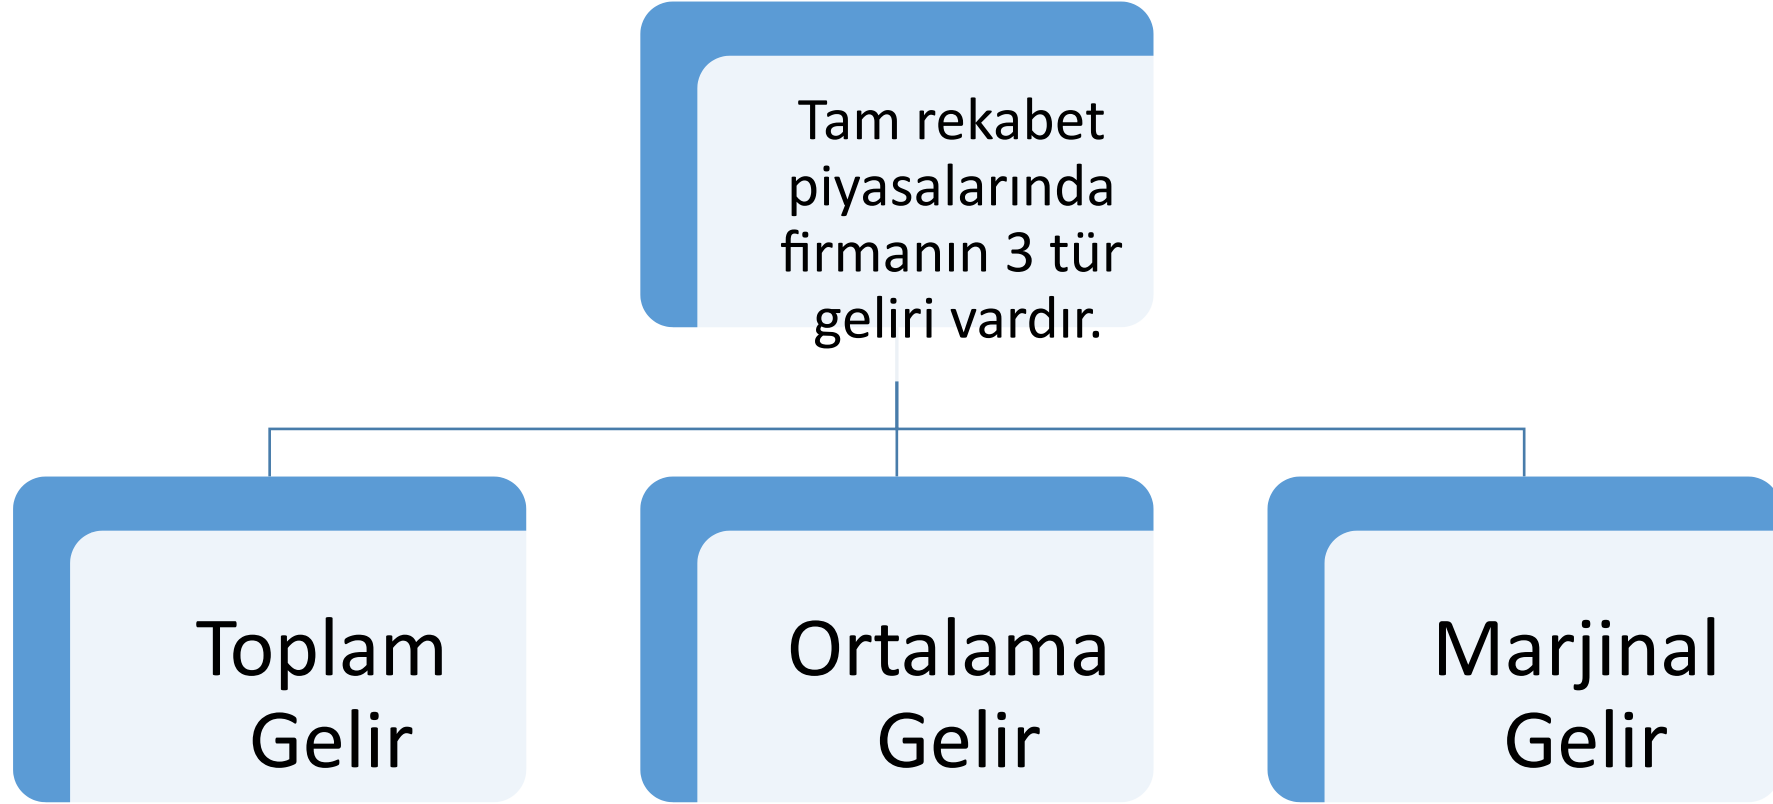 Tam rekabet
piyasalarında
firmanın 3 tür
geliri vardır.
Toplam
Gelir
Ortalama
Gelir
Marjinal
Gelir